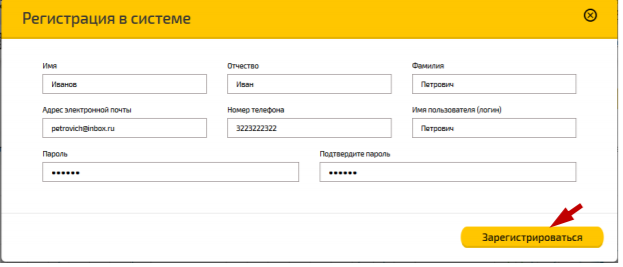 Регистрация в системе
Имя Отчество Фамилия
Иванов Иван Петрович
Адрес электронной почты Номер телефона Имя пользователя (логин)
petrovich@inbox.ru 3223222322 Петрович
Пароль Подтвердите пароль
•••••• ••••••
Зарегистрироваться